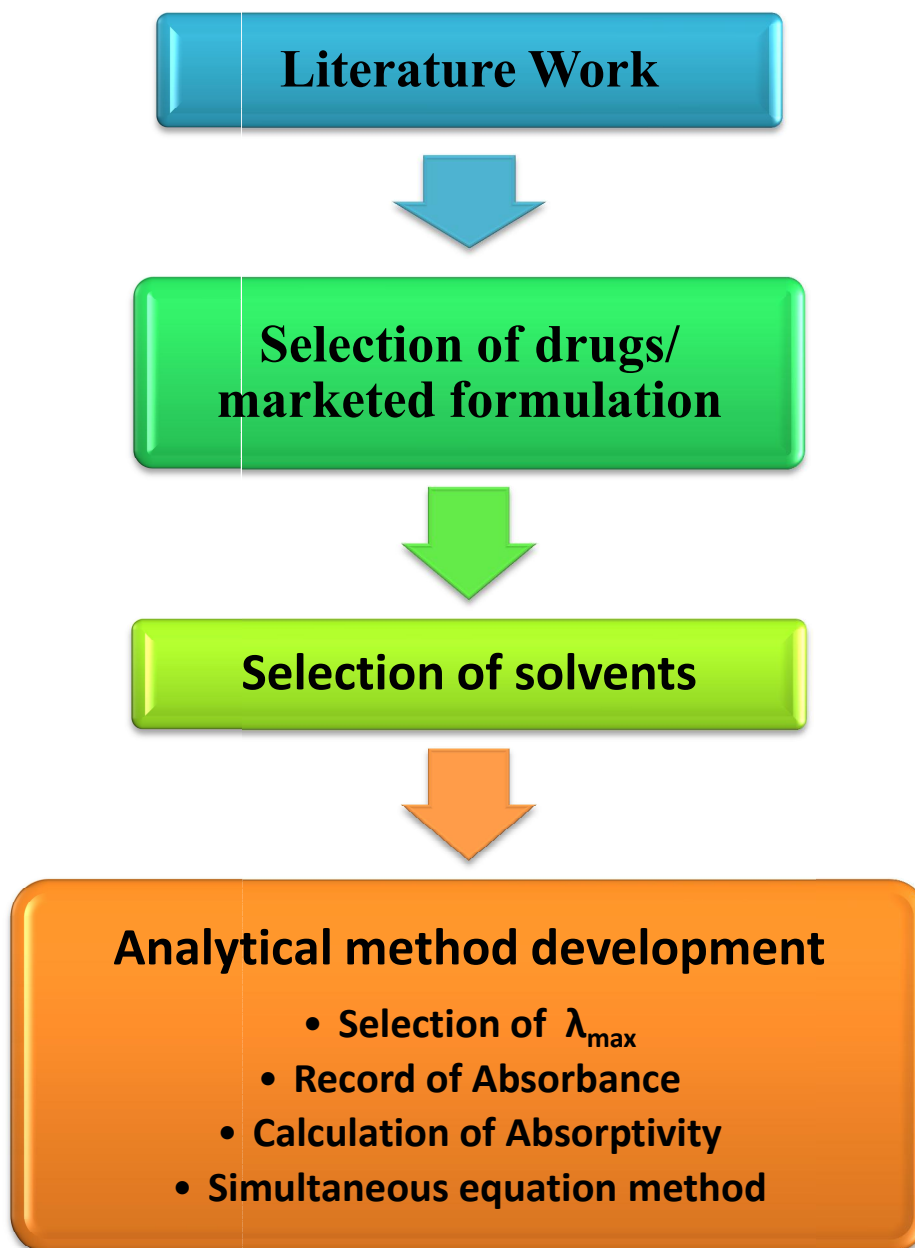 Literature Work
Selection of drugs/
marketed formulation
Selection of solvents
Analytical method development
• Selection of λmax
• Record of Absorbance
• Calculation of Absorptivity
• Simultaneous equation method